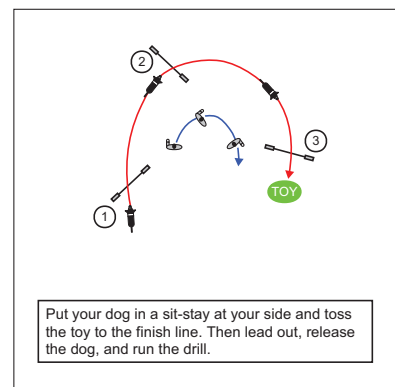 2
3
TOY
1
Put your dog in a sit-stay at your side and toss
the toy to the finish line. Then lead out, release
the dog, and run the drill.